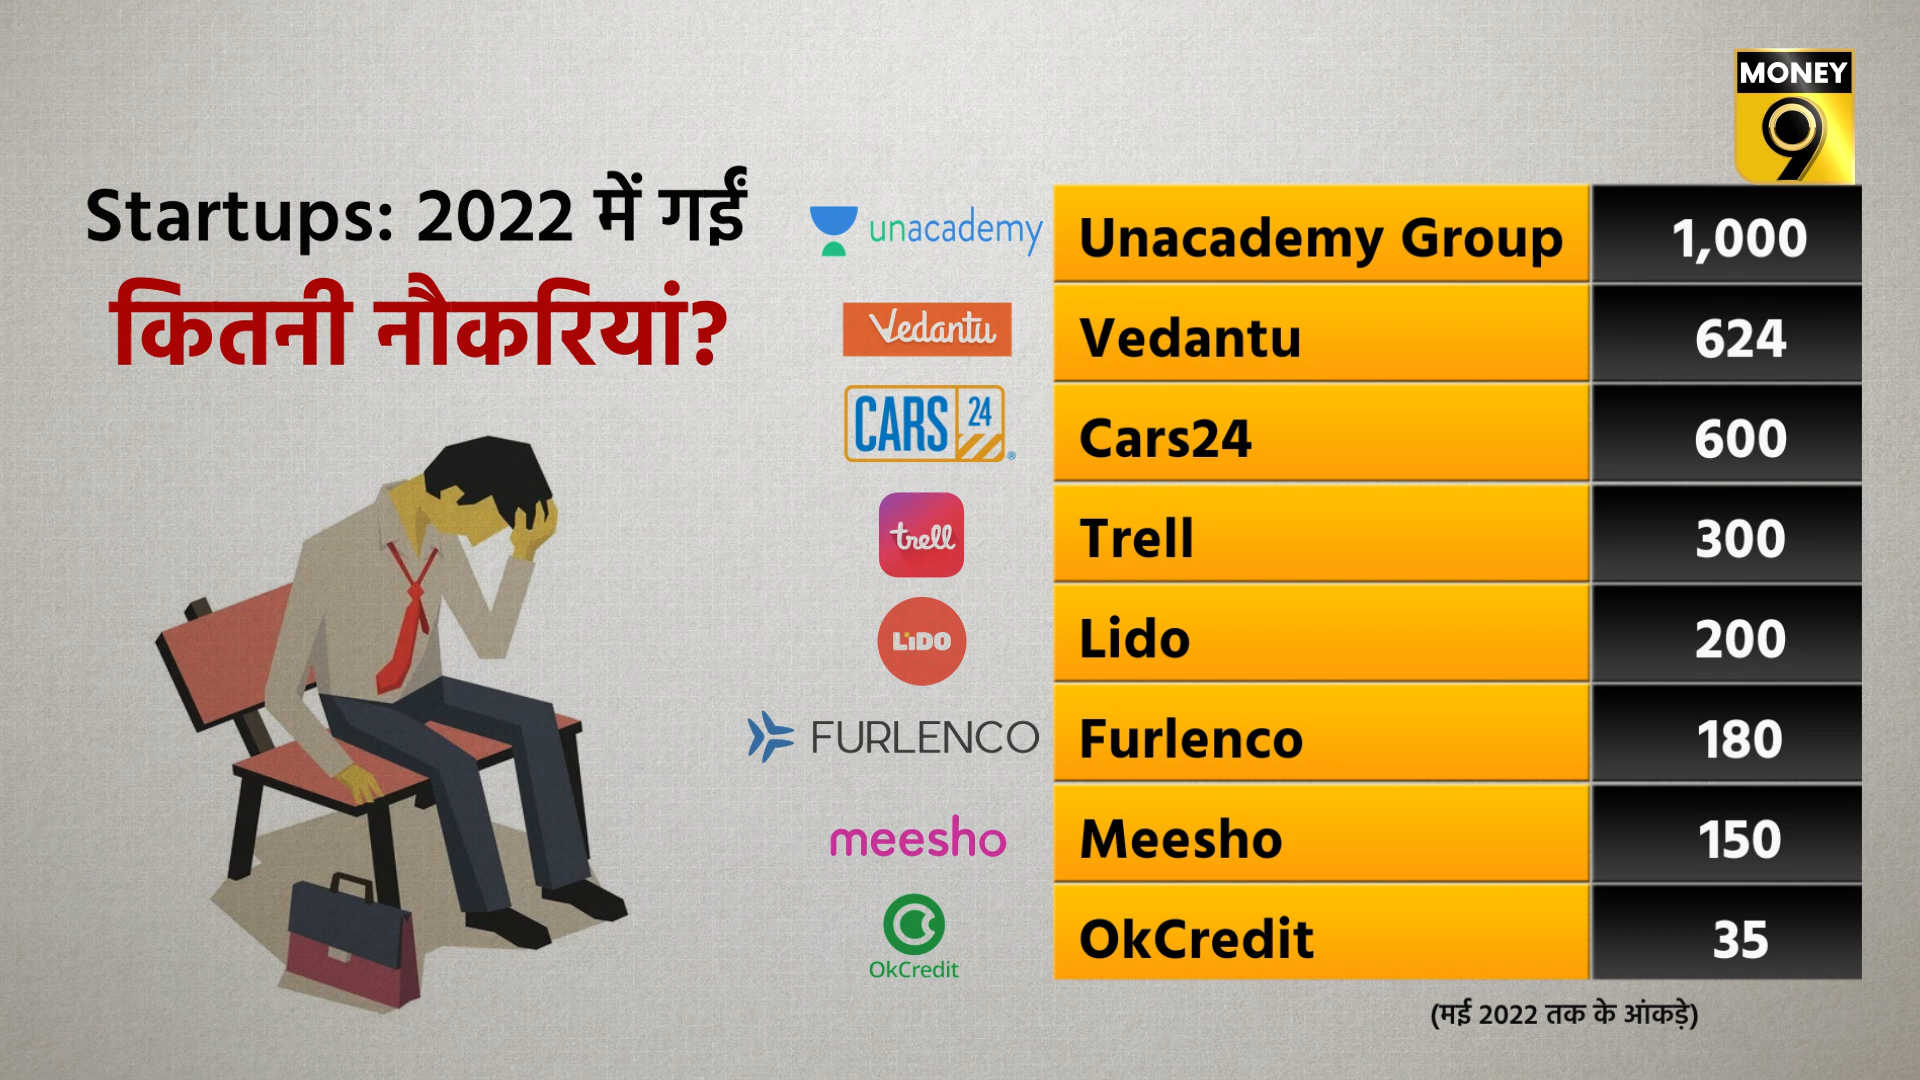 MONEY
9
Startups: 2022 में गईं
कितनी नौकरियां?
unacademy Unacademy Group 1,000
Vedantu Vedantu 624
CARS 24 ® Cars24 600
trell Trell 300
LiDO Lido 200
FURLENCO Furlenco 180
meesho Meesho 150
OkCredit OkCredit 35
(मई 2022 तक के आंकड़े)